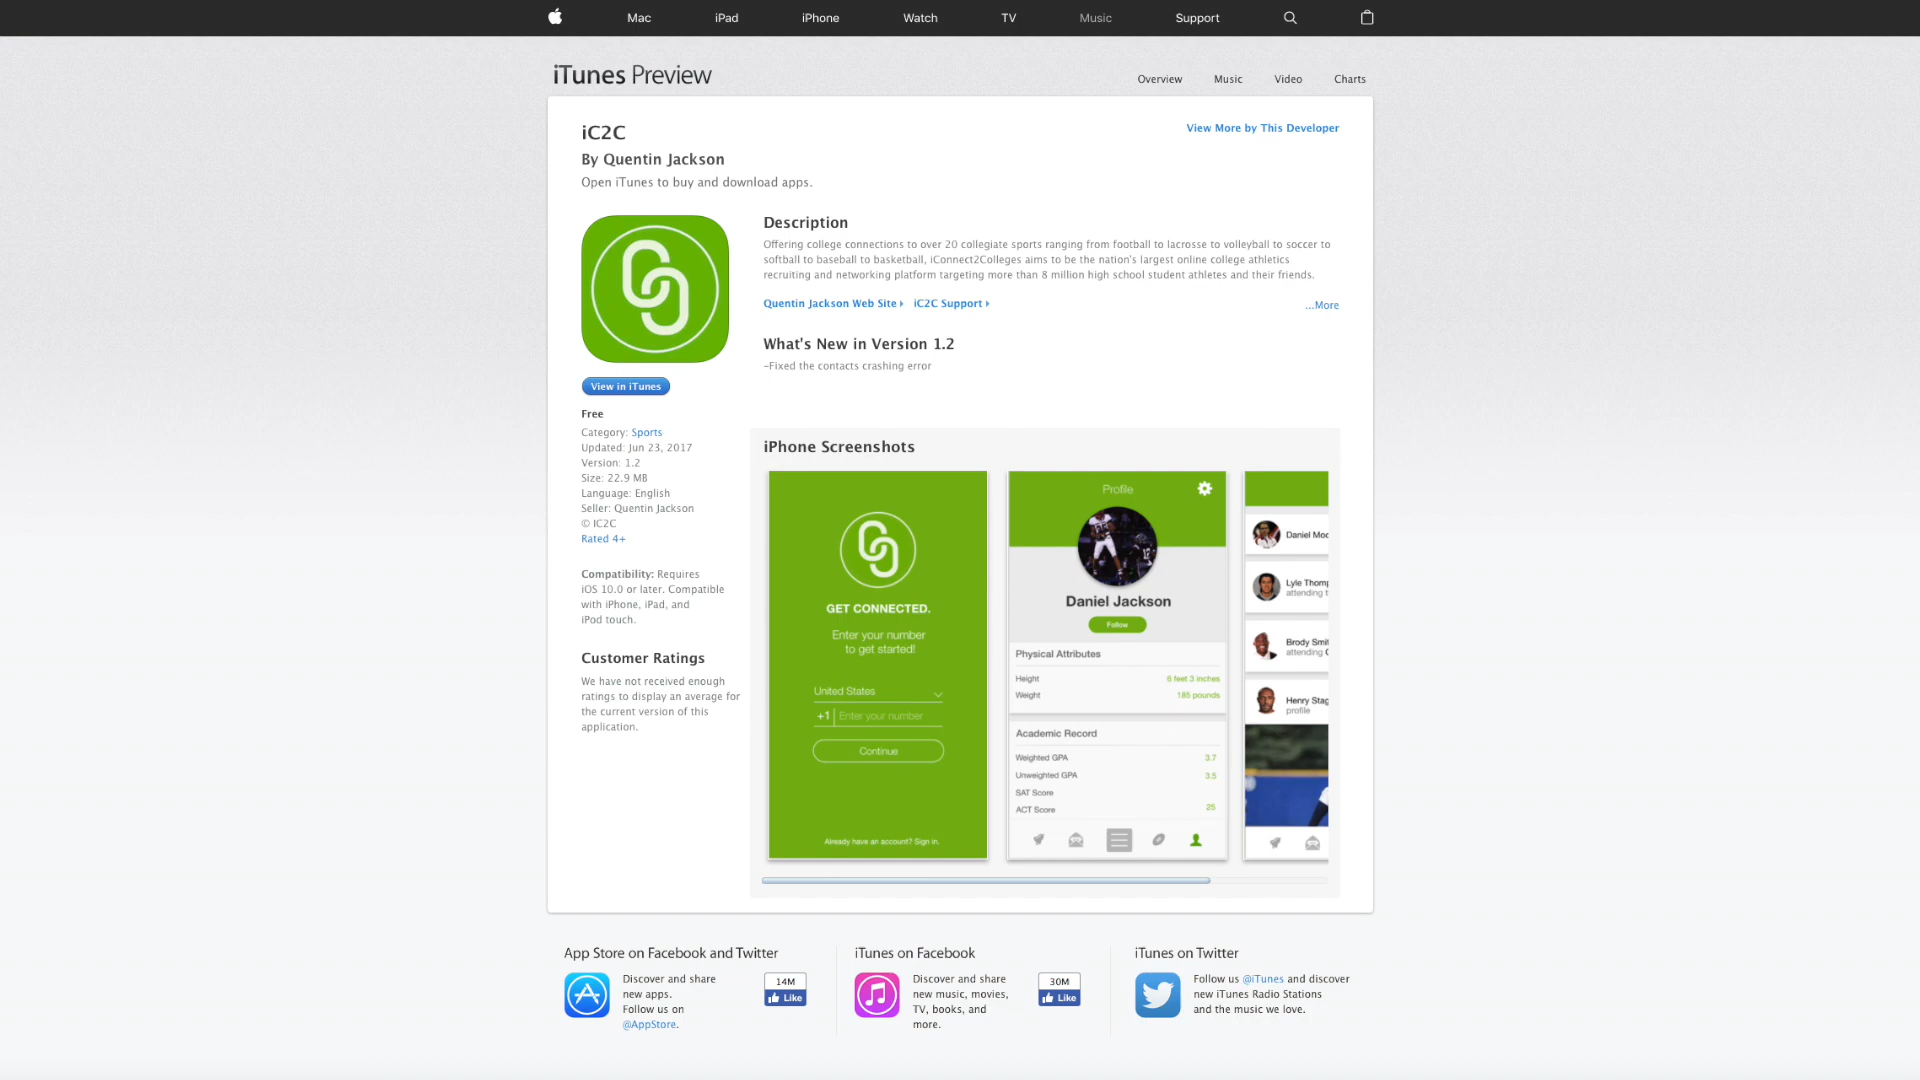 Mac iPad iPhone Watch TV Music Support
iTunes Preview
Overview Music Video Charts
iC2C
View More by This Developer
By Quentin Jackson
Open iTunes to buy and download apps.
Description
Offering college connections to over 20 collegiate sports ranging from football to lacrosse to volleyball to soccer to
softball to baseball to basketball, iConnect2Colleges aims to be the nation's largest online college athletics
recruiting and networking platform targeting more than 8 million high school student athletes and their friends.
Quentin Jackson Web Site iC2C Support
...More
What's New in Version 1.2
-Fixed the contacts crashing error
View in iTunes
Free
Category: Sports
Updated: Jun 23, 2017
Version: 1.2
Size: 22.9 MB
Language: English
Seller: Quentin Jackson
© IC2C
Rated 4+
Compatibility: Requires
iOS 10.0 or later. Compatible
with iPhone, iPad, and
iPod touch.
Customer Ratings
We have not received enough
ratings to display an average for
the current version of this
application.
iPhone Screenshots
GET CONNECTED.
Enter your number
to get started!
United States
+1 Enter your number
Continue
Already have an account? Sign in.
Profile
Daniel Jackson
Follow
Physical Attributes
Height 6 feet 3 inches
Weight 185 pounds
Academic Record
Weighted GPA 3.7
Unweighted GPA 3.5
SAT Score
ACT Score 25
Daniel Moo
Lyle Thomp
attending t
Brody Smi
attending
Henry Stag
profile
App Store on Facebook and Twitter
Discover and share
new apps.
Follow us on
@AppStore.
14M
Like
iTunes on Facebook
Discover and share
new music, movies,
TV, books, and
more.
30M
Like
iTunes on Twitter
Follow us @iTunes and discover
new iTunes Radio Stations
and the music we love.